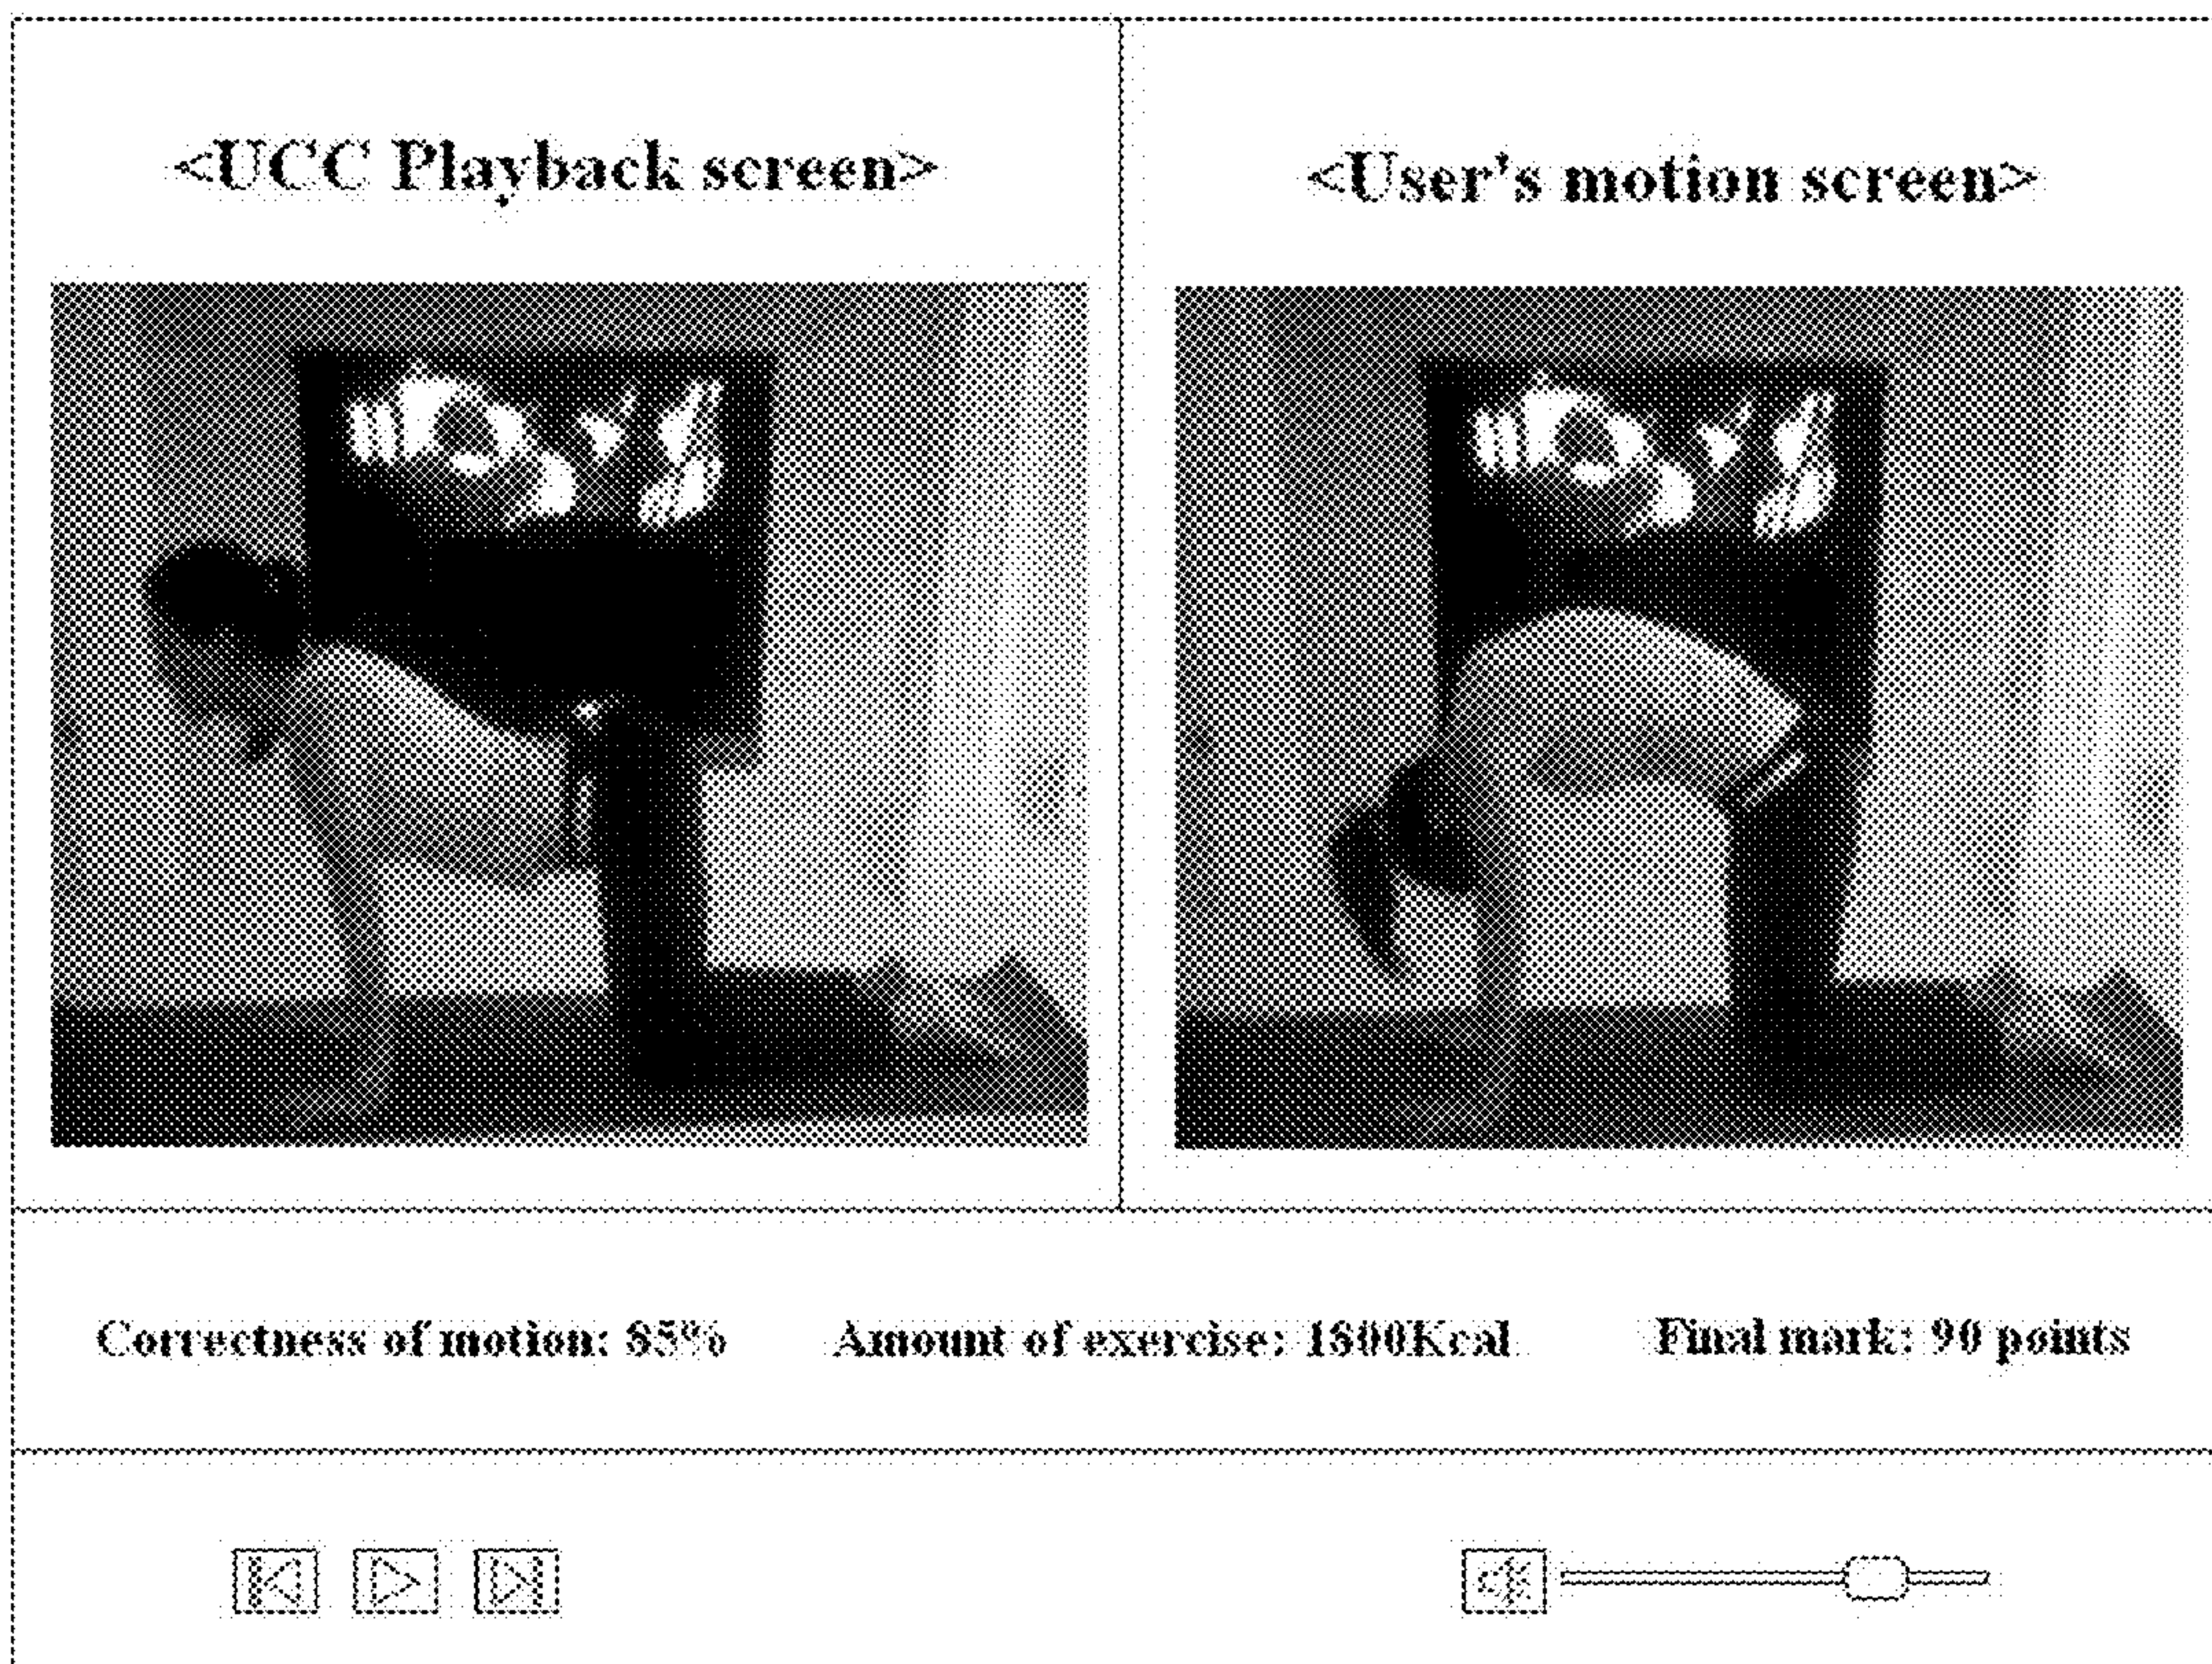 <UCC Playback screen>
<User's motion screen>
Correctness of motion: 85% Amount of exercise: 1800Kcal Final mark: 90 points